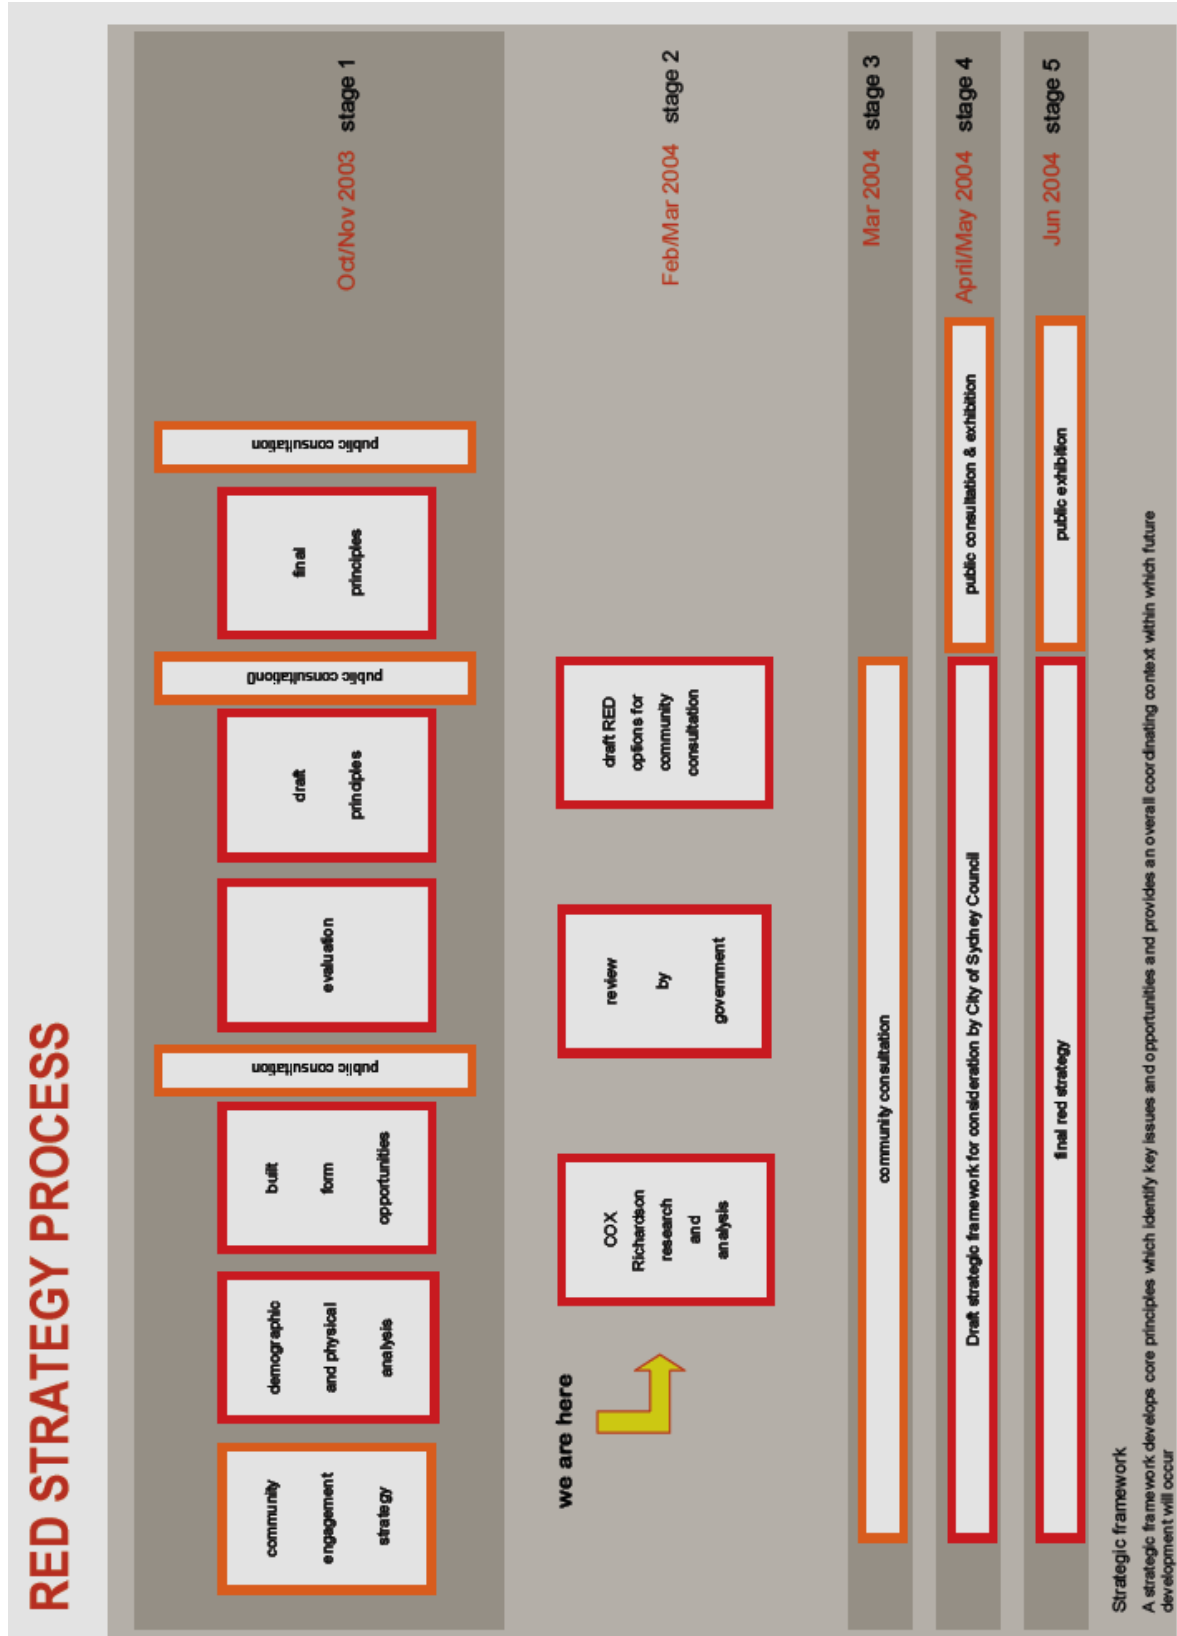 RED STRATEGY PROCESS
community
engagement
strategy
demographic
and physical
analysis
built
form
opportunities
public consultation
evaluation
draft
principles
public consultation0
final
principles
public consultation
Oct/Nov 2003 stage 1
we are here
COX
Richardson
research
and
analysis
review
by
government
draft RED
options for
community
consultation
Feb/Mar 2004 stage 2
community consultation
Mar 2004 stage 3
Draft strategic framework for consideration by City of Sydney Council
public consultation & exhibition
April/May 2004 stage 4
final red strategy
public exhibition
Jun 2004 stage 5
Strategic framework
A strategic framework develops core principles which identify key issues and opportunities and provides an overall coordinating context within which future
development will occur